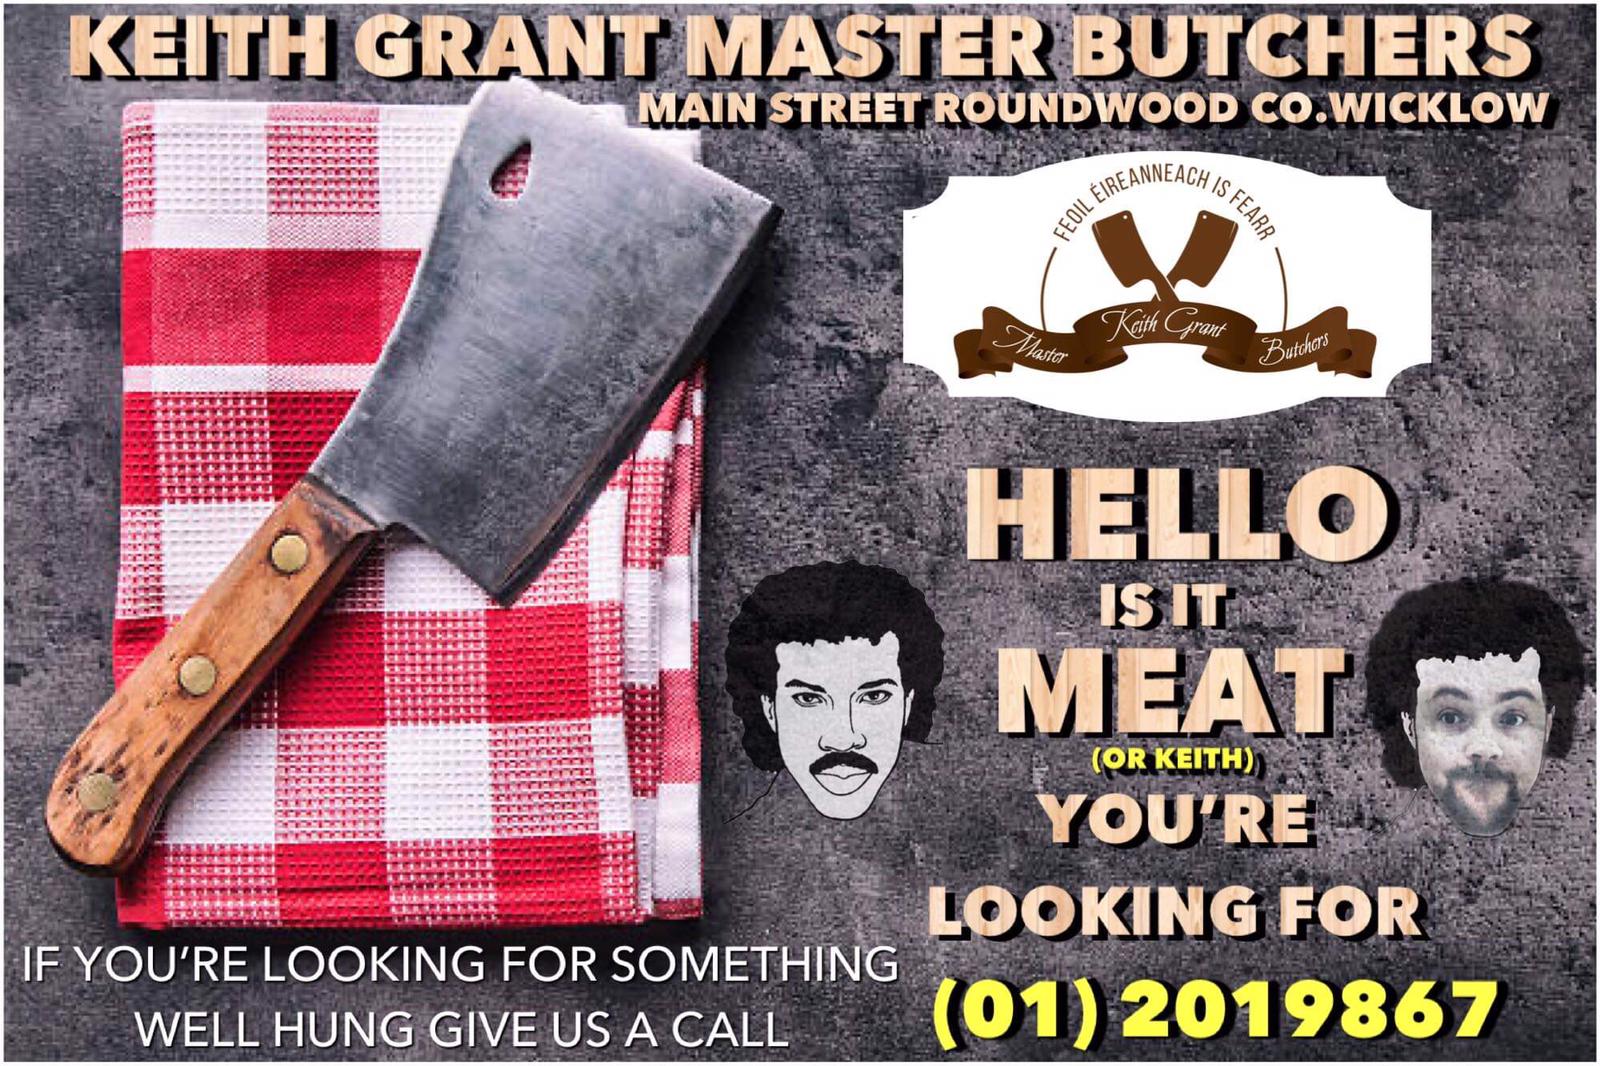 KEITH GRANT MASTER BUTCHERS
MAIN STREET ROUNDWOOD CO.WICKLOW
FEOIL ÉIREANNEACH IS FEARR
Master Keith Grant Butchers
HELLO
IS IT
MEAT
(OR KEITH)
YOU'RE
LOOKING FOR
(01) 2019867
IF YOU'RE LOOKING FOR SOMETHING
WELL HUNG GIVE US A CALL